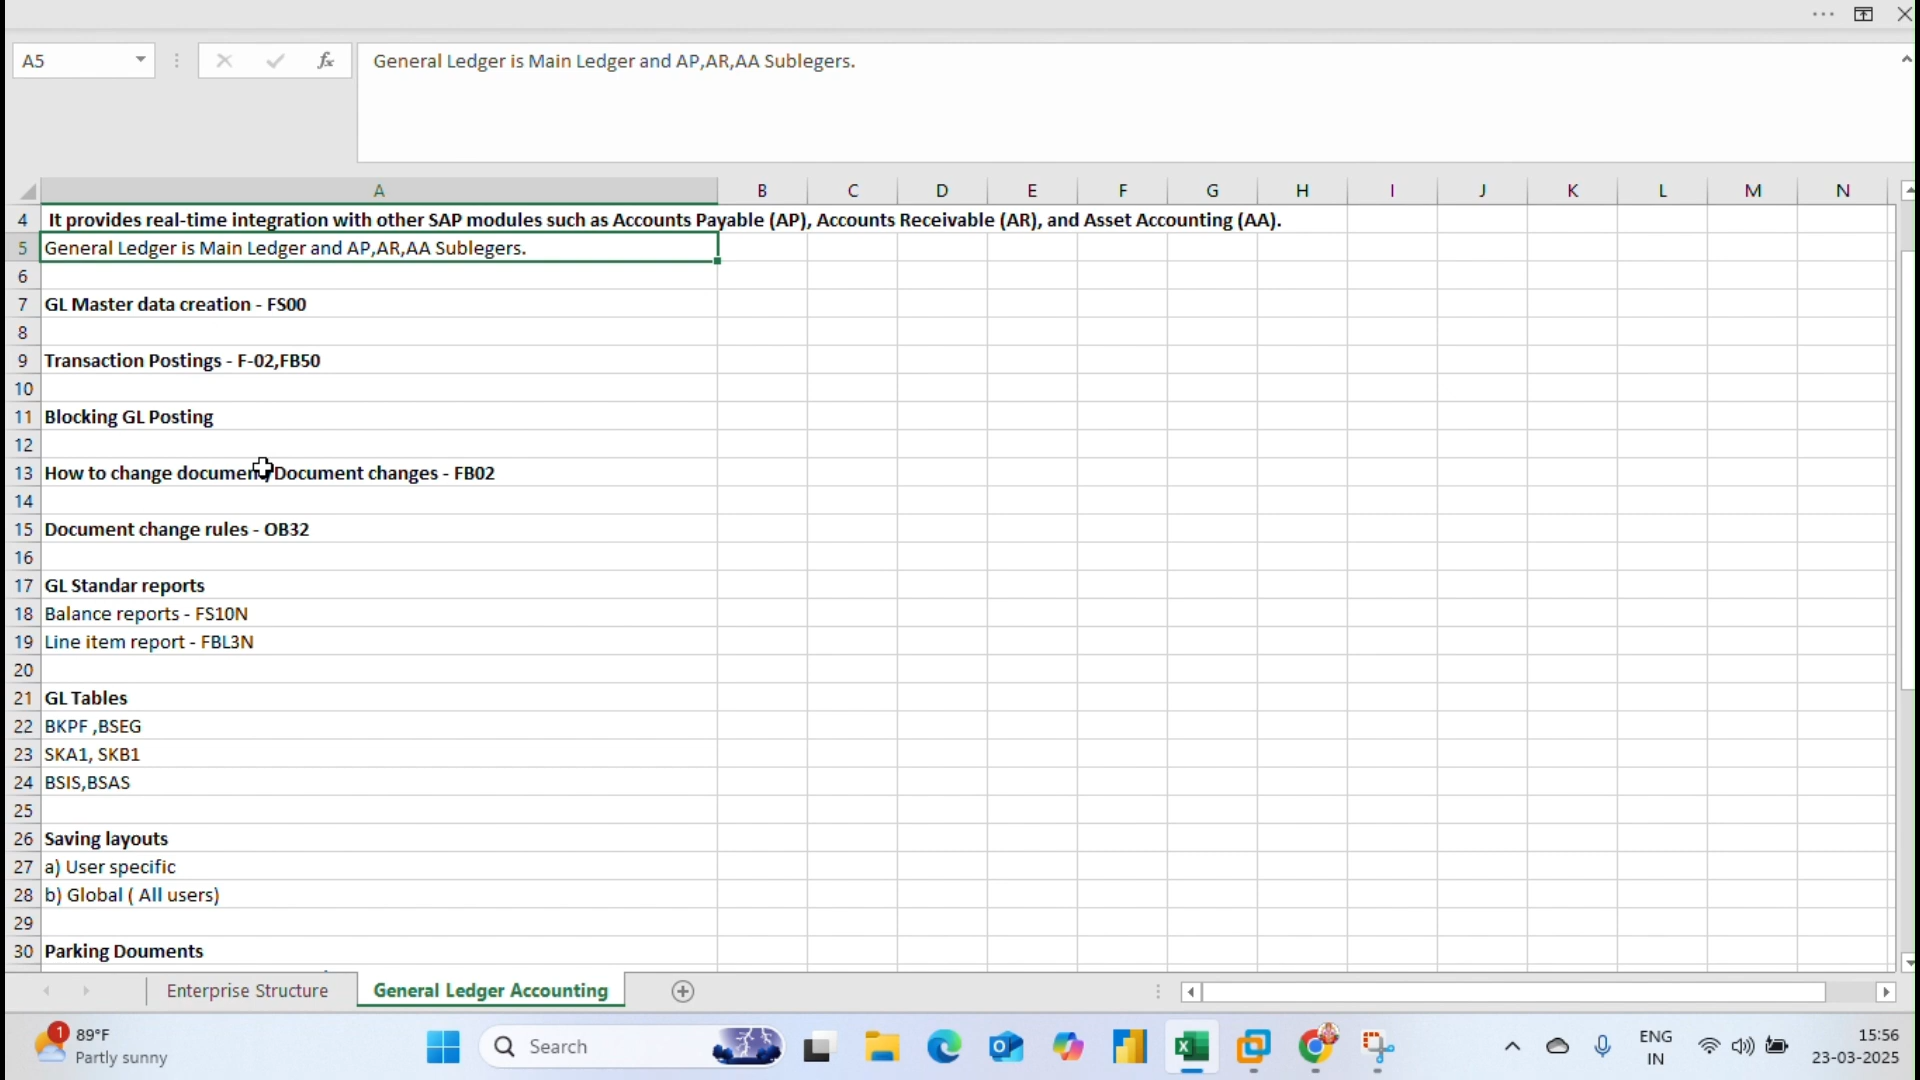 A5
fx
General Ledger is Main Ledger and AP,AR,AA Sublegers.
A B C D E F G H I J K L M N
4 It provides real-time integration with other SAP modules such as Accounts Payable (AP), Accounts Receivable (AR), and Asset Accounting (AA).
5 General Ledger is Main Ledger and AP,AR,AA Sublegers.
6
7 GL Master data creation - FS00
8
9 Transaction Postings - F-02,FB50
10
11 Blocking GL Posting
12
13 How to change document/Document changes - FB02
14
15 Document change rules - OB32
16
17 GL Standar reports
18 Balance reports - FS10N
19 Line item report - FBL3N
20
21 GL Tables
22 BKPF ,BSEG
23 SKA1, SKB1
24 BSIS,BSAS
25
26 Saving layouts
27 a) User specific
28 b) Global ( All users)
29
30 Parking Douments
Enterprise Structure General Ledger Accounting
1 89°F
Partly sunny
Search
ENG
IN
15:56
23-03-2025